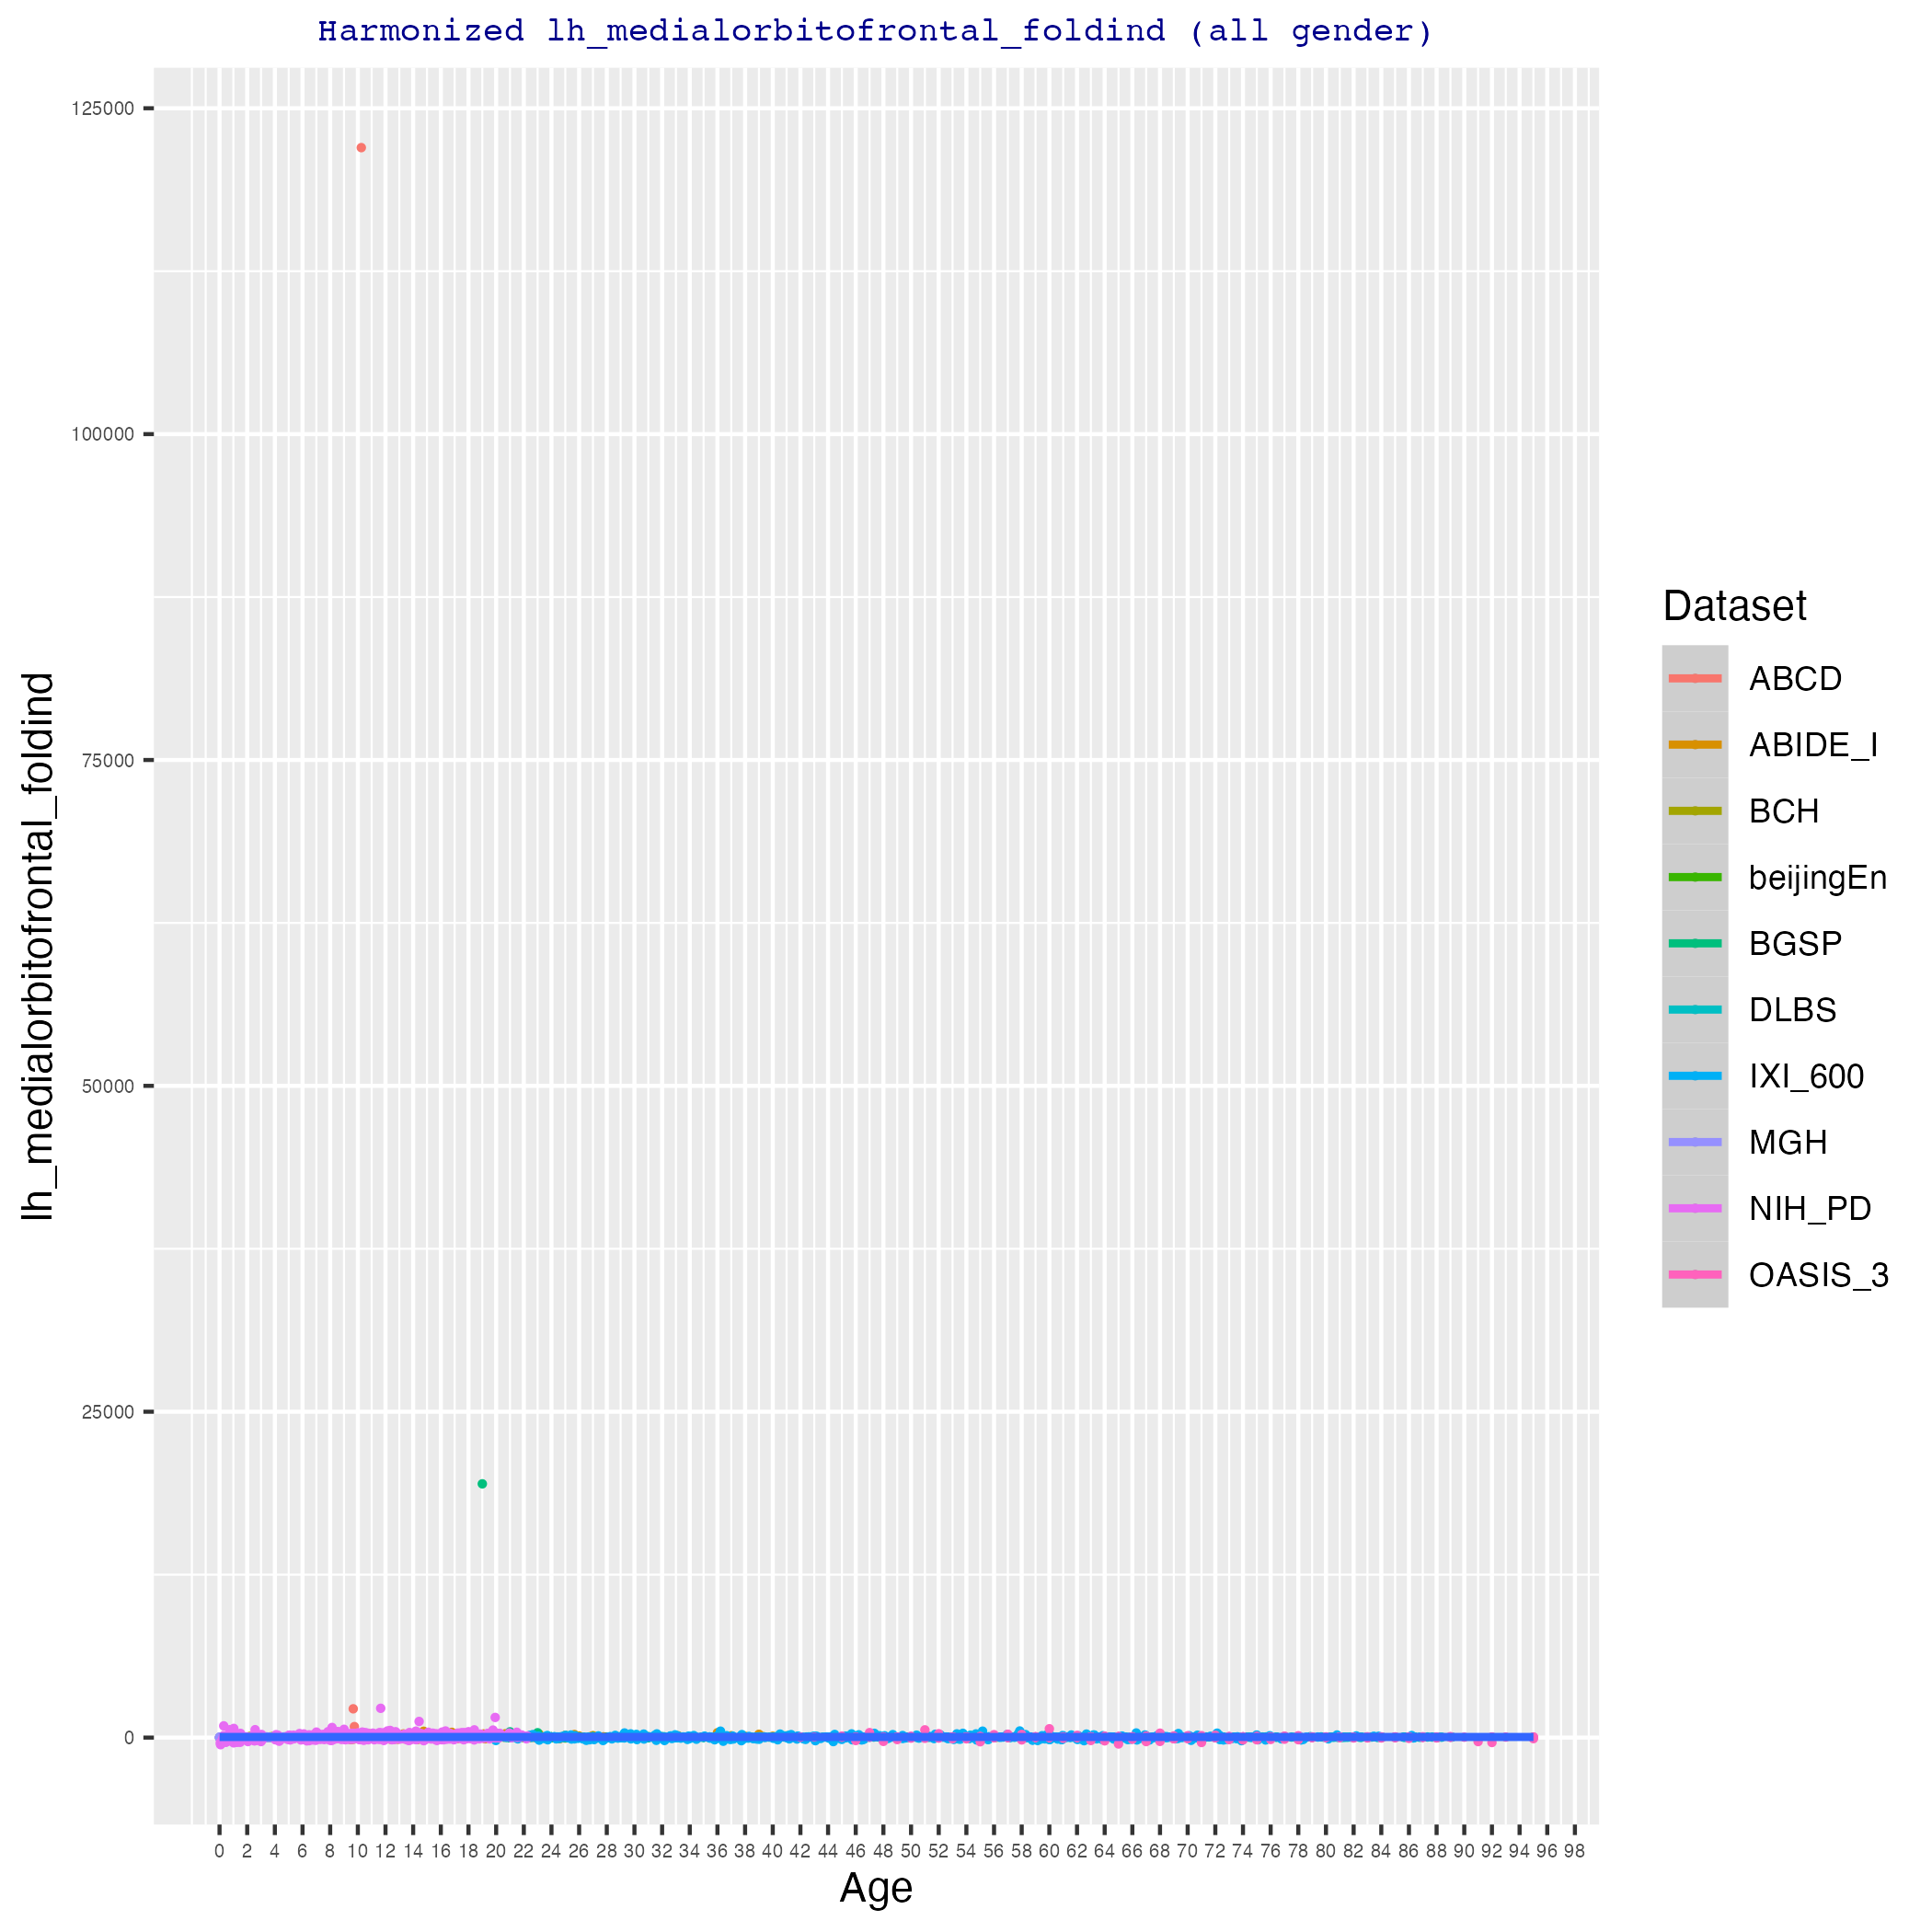 Harmonized lh_medialorbitofrontal_foldind (all gender)
125000
100000
75000
50000
25000
0
lh_medialorbitofrontal_foldind
0 2 4 6 8 10 12 14 16 18 20 22 24 26 28 30 32 34 36 38 40 42 44 46 48 50 52 54 56 58 60 62 64 66 68 70 72 74 76 78 80 82 84 86 88 90 92 94 96 98
Age
Dataset
ABCD
ABIDE_I
BCH
beijingEn
BGSP
DLBS
IXI_600
MGH
NIH_PD
OASIS_3